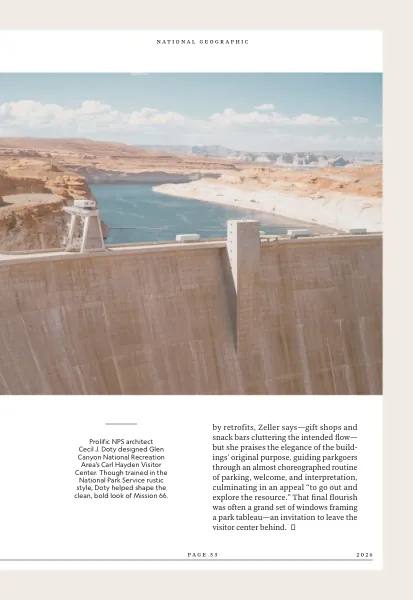 NATIONAL GEOGRAPHIC
Prolific NPS architect
Cecil J. Doty designed Glen
Canyon National Recreation
Area's Carl Hayden Visitor
Center. Though trained in the
National Park Service rustic
style, Doty helped shape the
clean, bold look of Mission 66.
by retrofits, Zeller says—gift shops and
snack bars cluttering the intended flow—
but she praises the elegance of the build-
ings' original purpose, guiding parkgoers
through an almost choreographed routine
of parking, welcome, and interpretation,
culminating in an appeal “to go out and
explore the resource.” That final flourish
was often a grand set of windows framing
a park tableau—an invitation to leave the
visitor center behind.
PAGE 53
2026